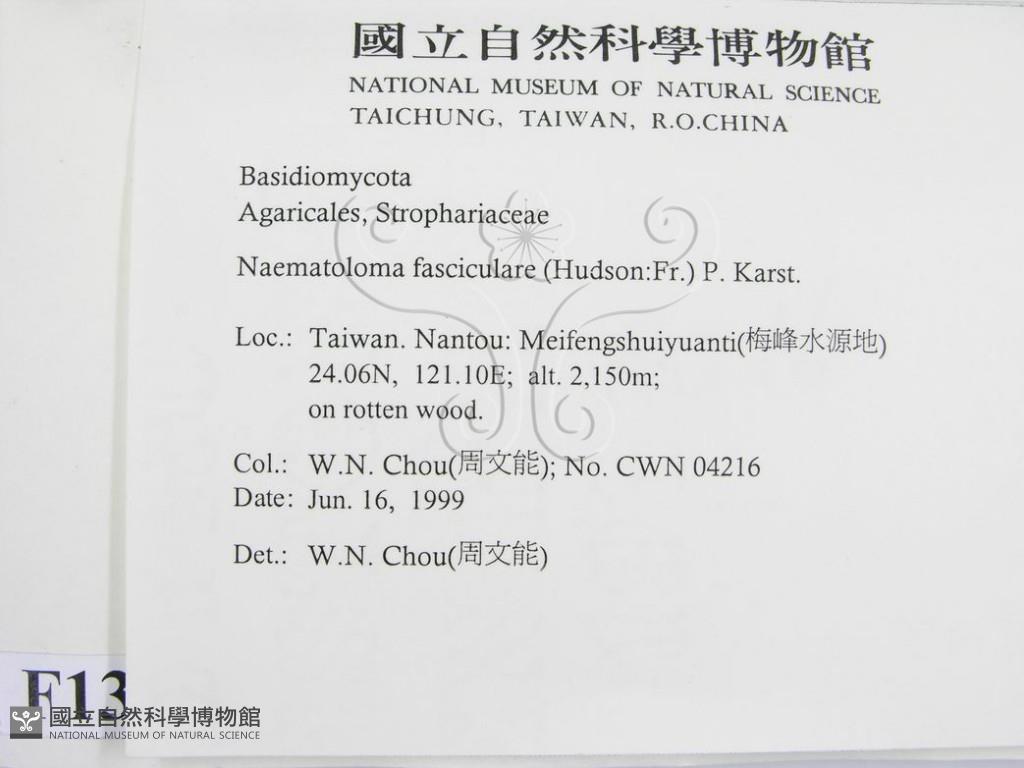 國立自然科學博物館
NATIONAL MUSEUM OF NATURAL SCIENCE
TAICHUNG, TAIWAN, R.O.CHINA
Basidiomycota
Agaricales, Strophariaceae
Naematoloma fasciculare (Hudson:Fr.) P. Karst.
Loc.: Taiwan. Nantou: Meifengshuiyuanti(梅峰水源地)
24.06N, 121.10E; alt. 2,150m;
on rotten wood.
Col.: W.N. Chou(周文能); No. CWN 04216
Date: Jun. 16, 1999
Det.: W.N. Chou(周文能)
F13
國立自然科學博物館
NATIONAL MUSEUM OF NATURAL SCIENCE